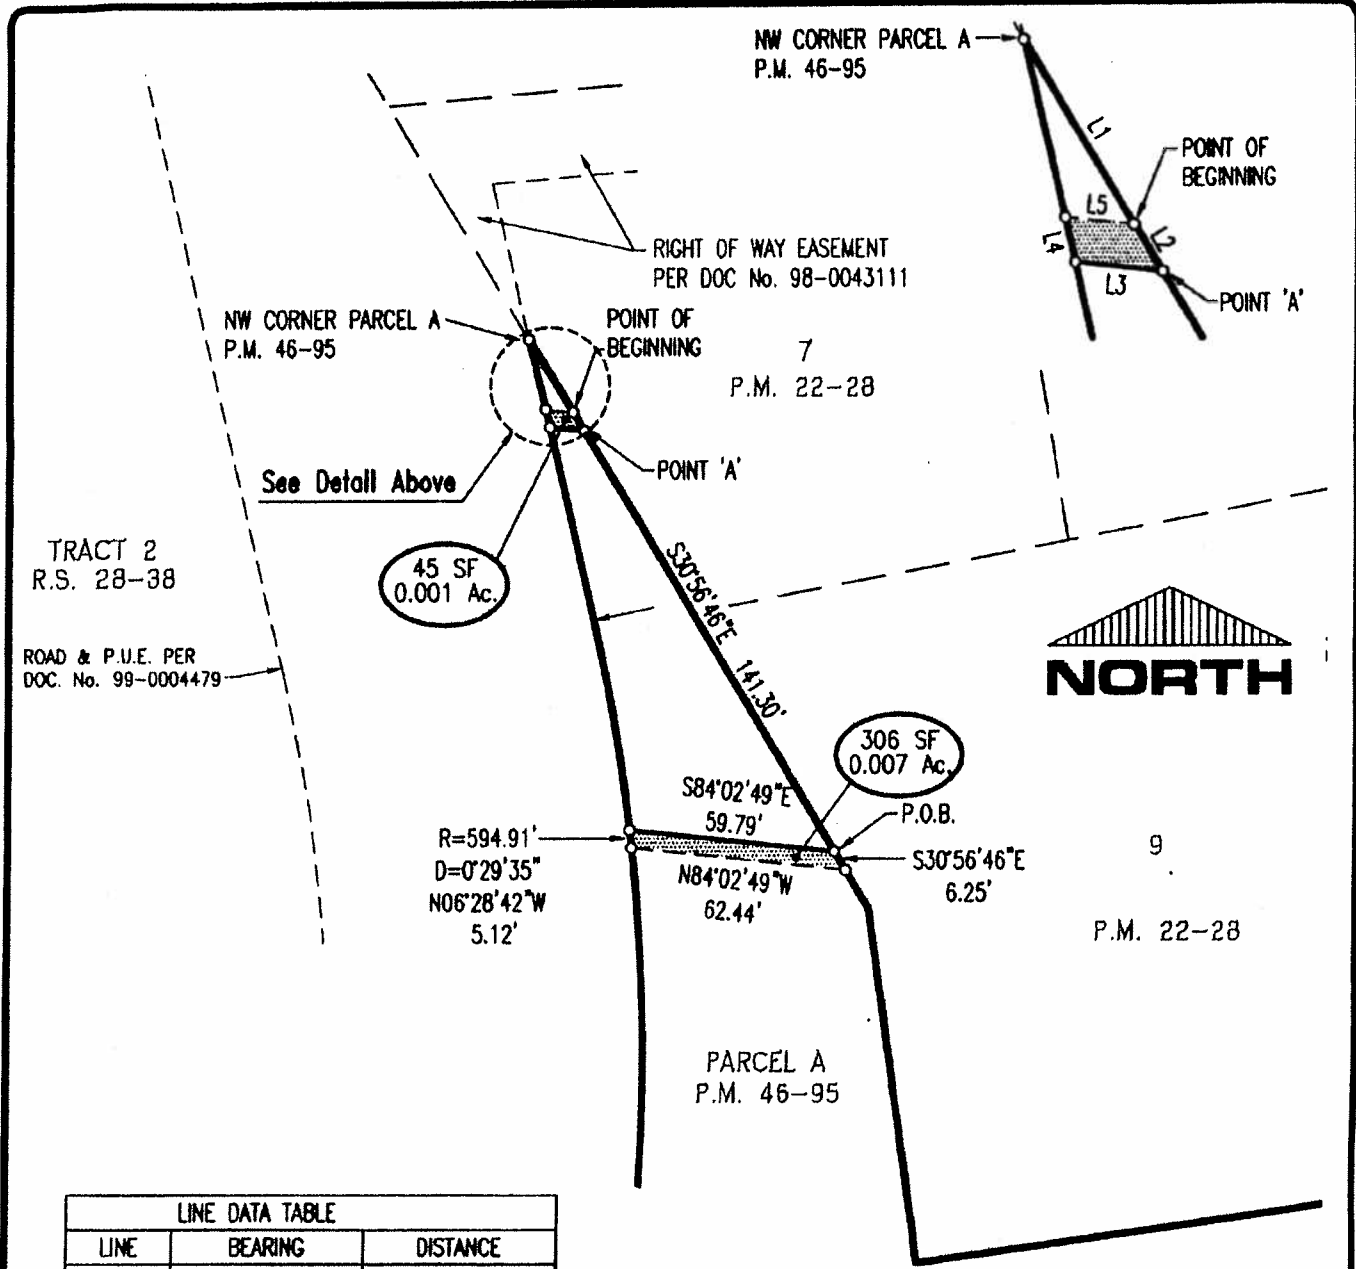 NW CORNER PARCEL A
P.M. 46-95
L1
POINT OF
BEGINNING
L5
L2
L4
L3
POINT 'A'
RIGHT OF WAY EASEMENT
PER DOC No. 98-0043111
NW CORNER PARCEL A
P.M. 46-95
POINT OF
BEGINNING
7
P.M. 22-28
POINT 'A'
See Detail Above
TRACT 2
R.S. 28-38
45 SF
0.001 Ac.
S30°56'46"E
141.30'
ROAD & P.U.E. PER
DOC. No. 99-0004479
NORTH
306 SF
0.007 Ac.
S84°02'49"E
59.79'
P.O.B.
R=594.91'
D=0°29'35"
N06°28'42"W
5.12'
N84°02'49"W
62.44'
S30°56'46"E
6.25'
9
P.M. 22-28
PARCEL A
P.M. 46-95
LINE DATA TABLE
LINE BEARING DISTANCE